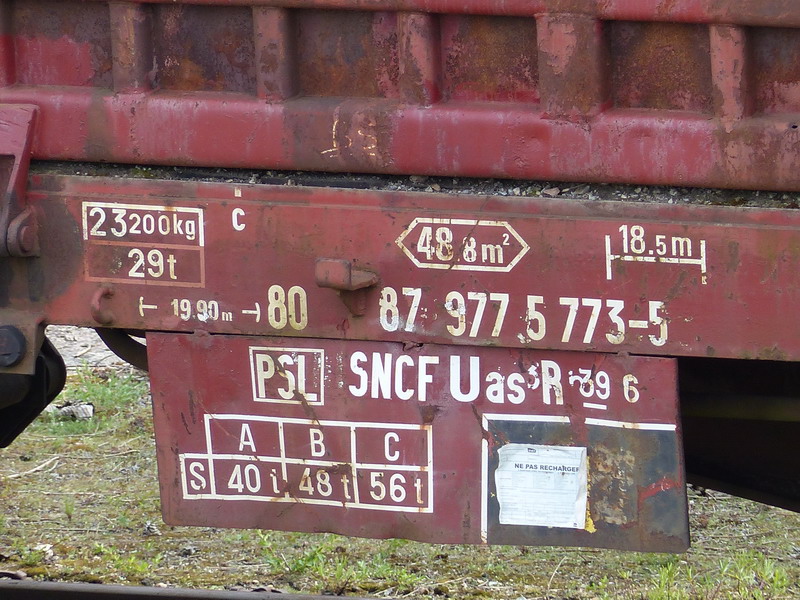 23200kg
C
29t
48.8m²
18.5m
19.90m
80 87 977 5 773-5
PSL SNCF Uas R 39 6
A B C
S 40t 48t 56t
NE PAS RECHARGER